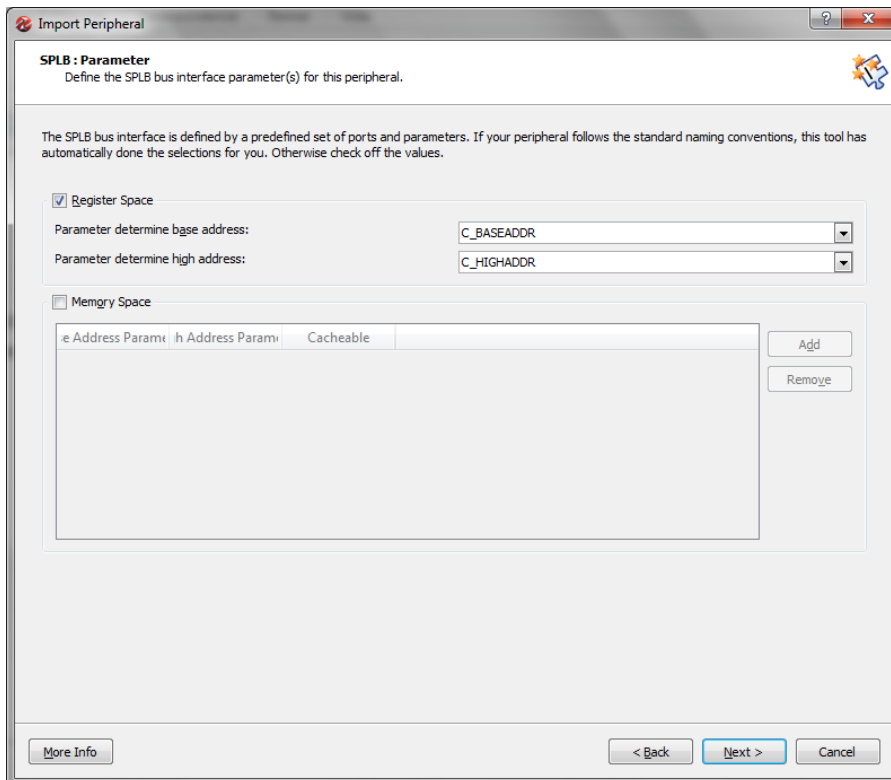 Import Peripheral
SPLB : Parameter
Define the SPLB bus interface parameter(s) for this peripheral.
The SPLB bus interface is defined by a predefined set of ports and parameters. If your peripheral follows the standard naming conventions, this tool has
automatically done the selections for you. Otherwise check off the values.
Register Space
Parameter determine base address: C_BASEADDR
Parameter determine high address: C_HIGHADDR
Memory Space
e Address Parame h Address Parame Cacheable
Add
Remove
More Info < Back Next > Cancel